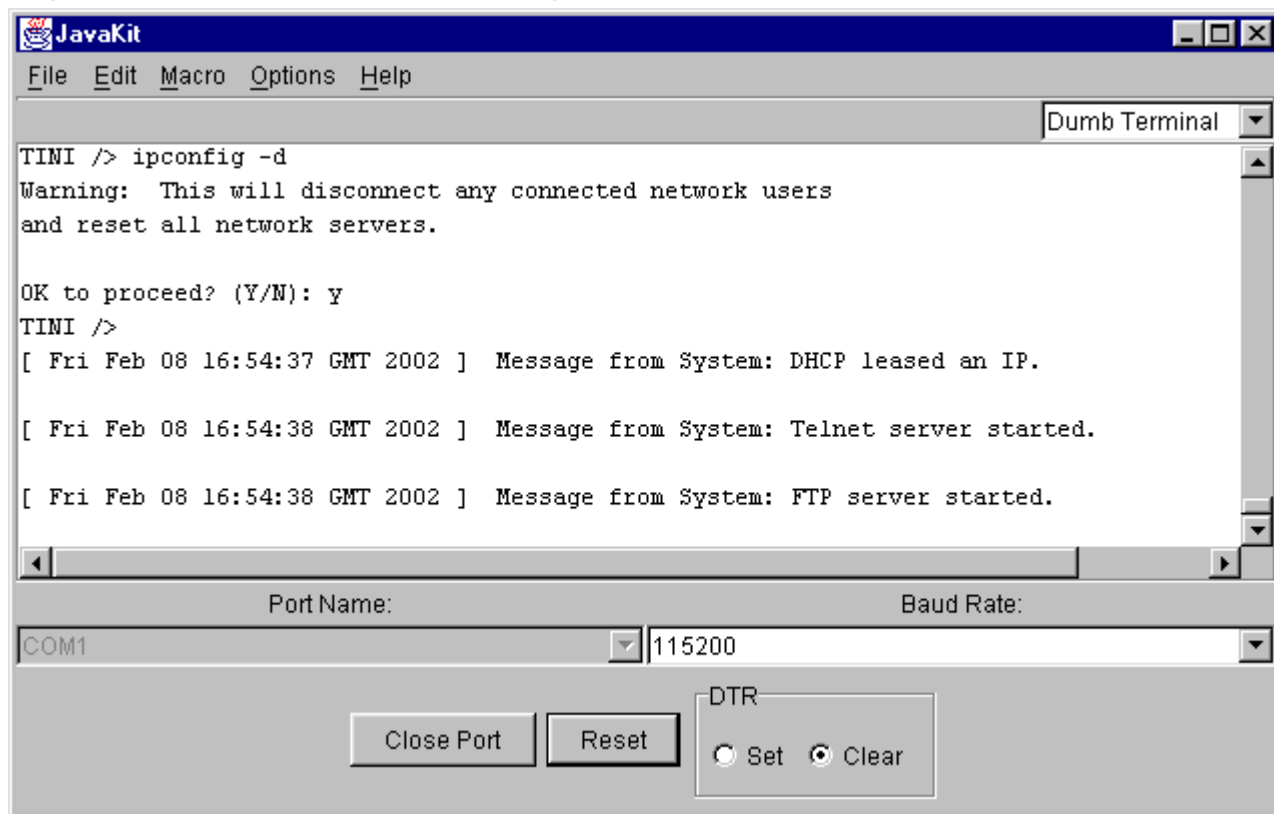 JavaKit
File Edit Macro Options Help
Dumb Terminal
TINI /> ipconfig -d
Warning:  This will disconnect any connected network users
and reset all network servers.
OK to proceed? (Y/N): y
TINI />
[ Fri Feb 08 16:54:37 GMT 2002 ]  Message from System: DHCP leased an IP.
[ Fri Feb 08 16:54:38 GMT 2002 ]  Message from System: Telnet server started.
[ Fri Feb 08 16:54:38 GMT 2002 ]  Message from System: FTP server started.
Port Name: Baud Rate:
COM1 115200
DTR
Close Port Reset Set Clear